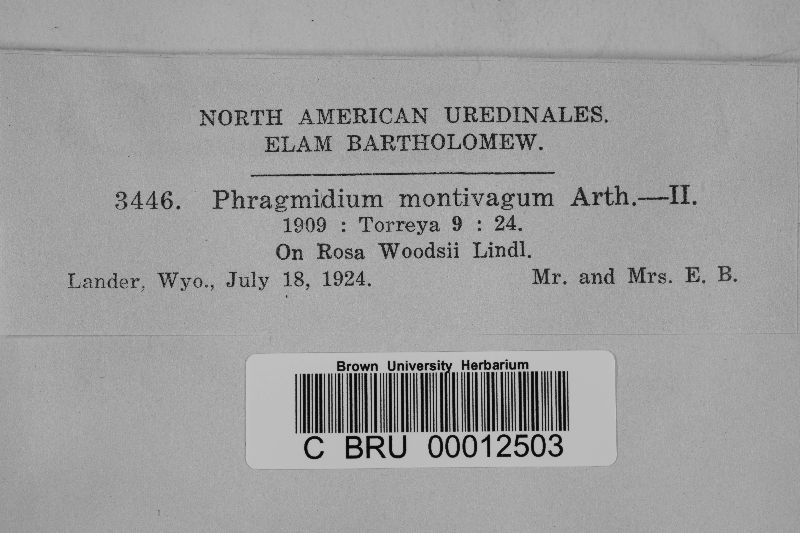 NORTH AMERICAN UREDINALES.
ELAM BARTHOLOMEW.
3446. Phragmidium montivagum Arth.—II.
1909 : Torreya 9 : 24.
On Rosa Woodsii Lindl.
Lander, Wyo., July 18, 1924. Mr. and Mrs. E. B.
Brown University Herbarium
C BRU 00012503